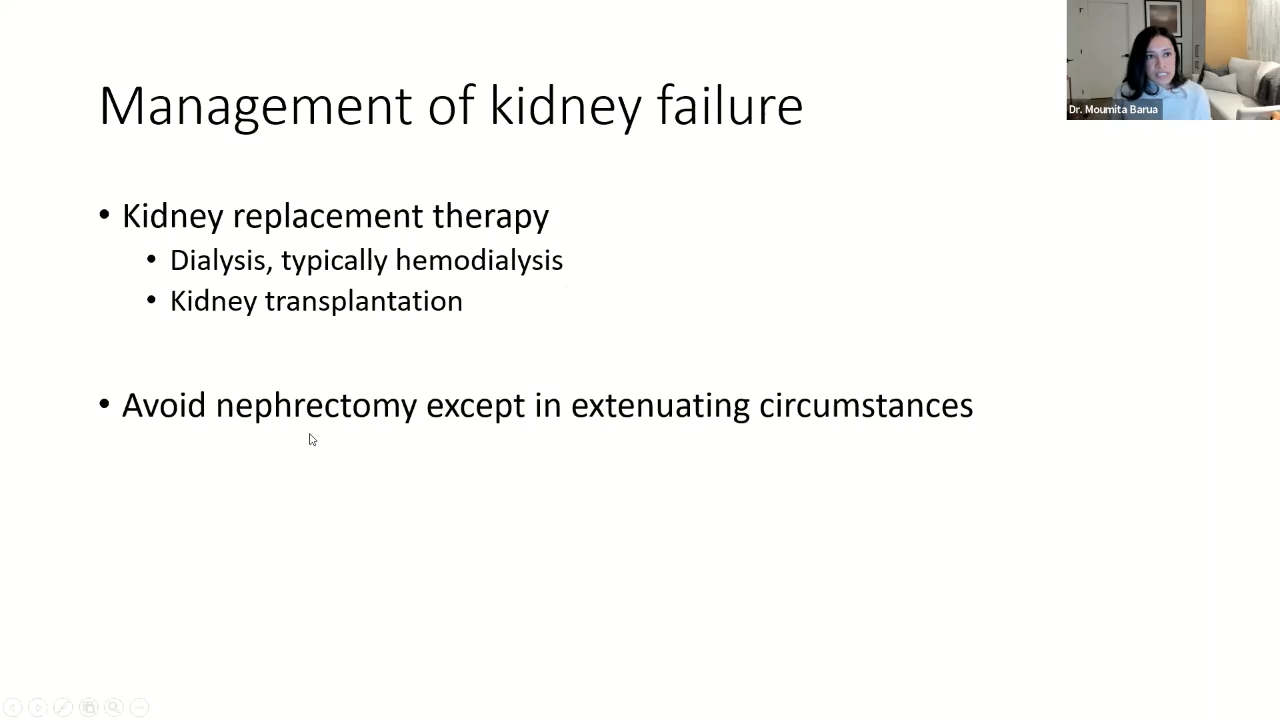 Management of kidney failure
Dr. Moumita Barua
• Kidney replacement therapy
• Dialysis, typically hemodialysis
• Kidney transplantation
• Avoid nephrectomy except in extenuating circumstances